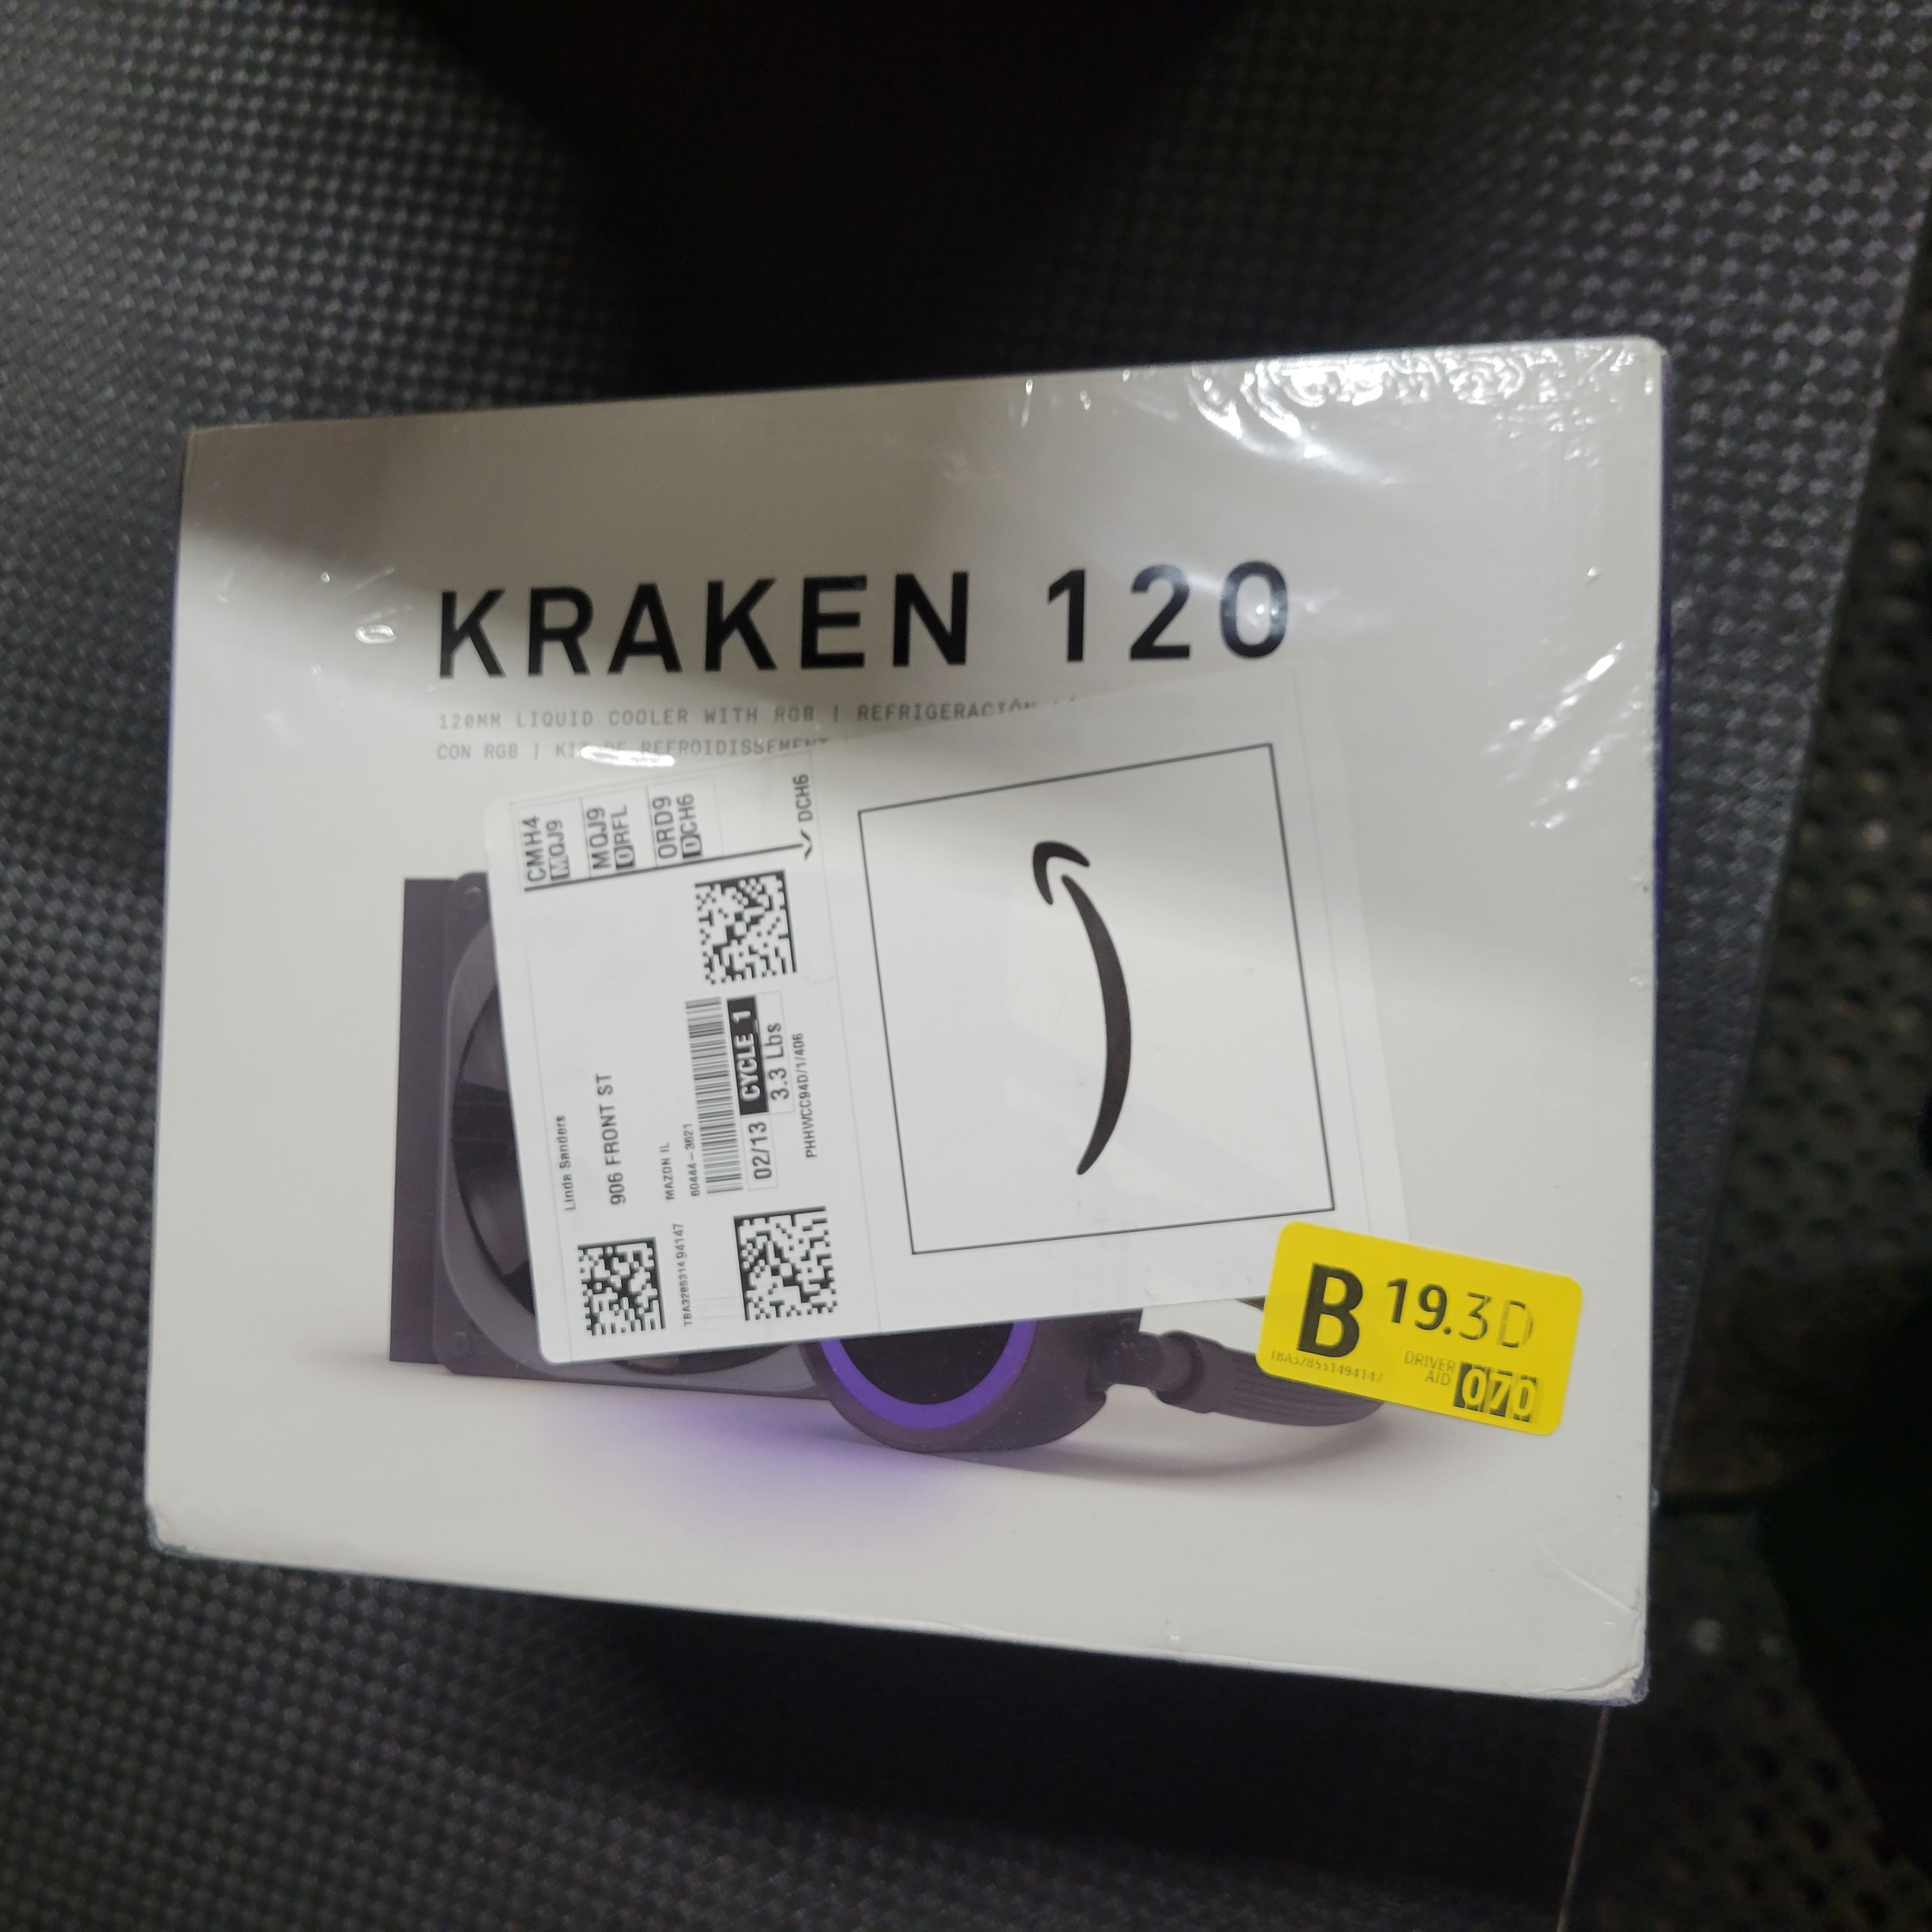 KRAKEN 120
120MM LIQUID COOLER WITH RGB | REFRIGERACIÓN
CON RGB | KIT DE REFROIDISSEMENT
CMH4
MQJ9
MQJ9
ORFL
ORD9
DCH6
DCH6
Linda Sanders
906 FRONT ST
MAZON IL
60444-3621
CYCLE 1
02/13
3.3 Lbs
PHHWCC94D/1/406
B
19.3D
DRIVER
AID
070